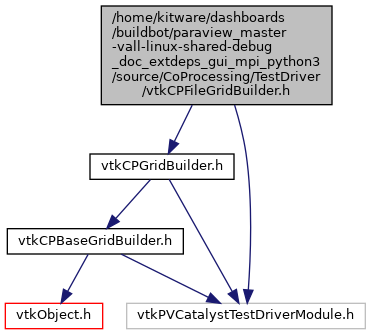 /home/kitware/dashboards
/buildbot/paraview_master
-vall-linux-shared-debug
_doc_extdeps_gui_mpi_python3
/source/CoProcessing/TestDriver
/vtkCPFileGridBuilder.h
vtkCPGridBuilder.h
vtkCPBaseGridBuilder.h
vtkObject.h
vtkPVCatalystTestDriverModule.h